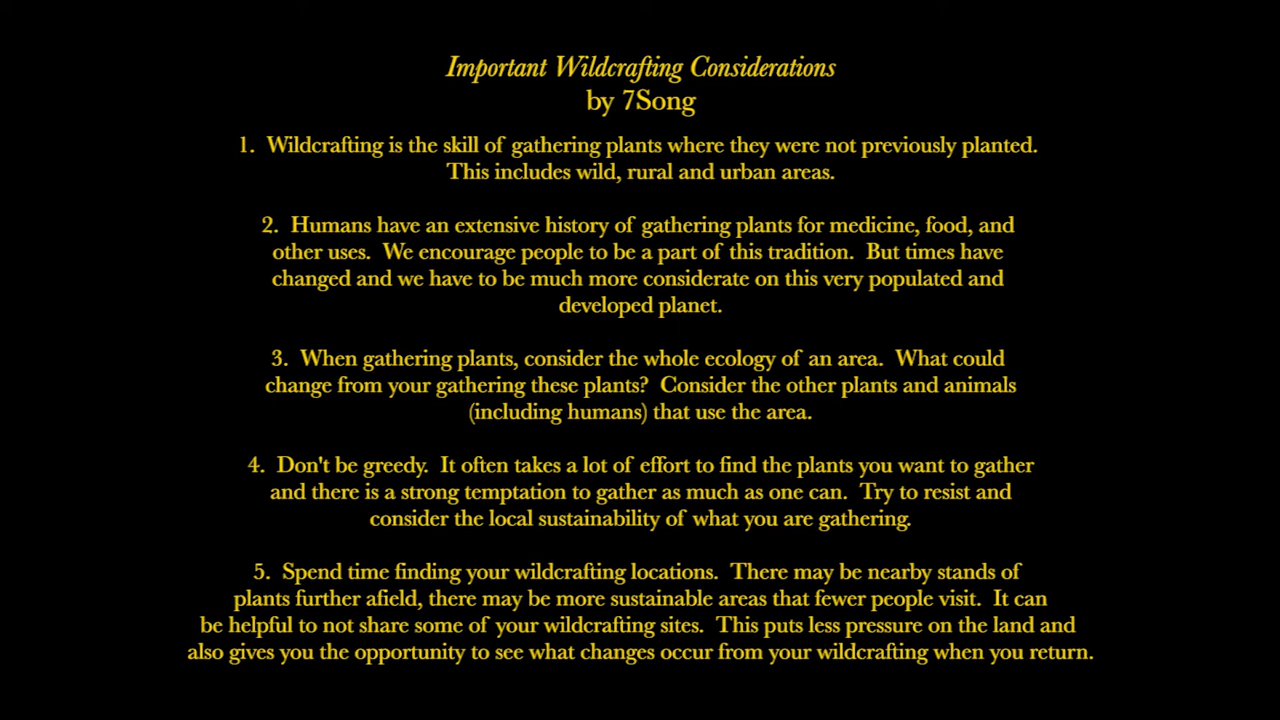 Important Wildcrafting Considerations
by 7Song
1. Wildcrafting is the skill of gathering plants where they were not previously planted.
This includes wild, rural and urban areas.
2. Humans have an extensive history of gathering plants for medicine, food, and
other uses. We encourage people to be a part of this tradition. But times have
changed and we have to be much more considerate on this very populated and
developed planet.
3. When gathering plants, consider the whole ecology of an area. What could
change from your gathering these plants? Consider the other plants and animals
(including humans) that use the area.
4. Don't be greedy. It often takes a lot of effort to find the plants you want to gather
and there is a strong temptation to gather as much as one can. Try to resist and
consider the local sustainability of what you are gathering.
5. Spend time finding your wildcrafting locations. There may be nearby stands of
plants further afield, there may be more sustainable areas that fewer people visit. It can
be helpful to not share some of your wildcrafting sites. This puts less pressure on the land and
also gives you the opportunity to see what changes occur from your wildcrafting when you return.